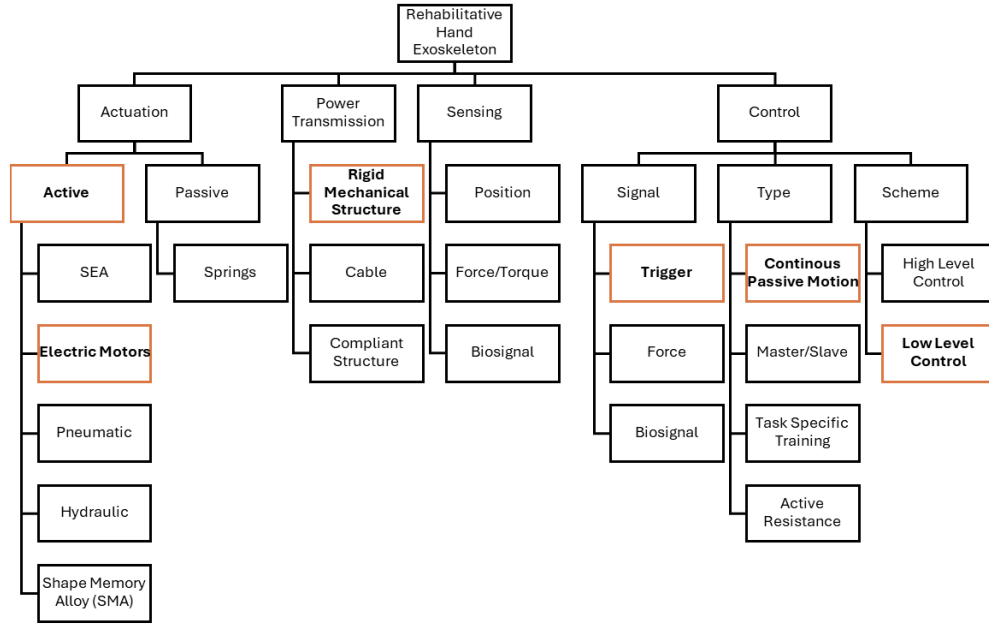 Rehabilitative
Hand
Exoskeleton
Actuation
Power
Transmission
Sensing
Control
Active
Passive
Rigid
Mechanical
Structure
Position
Signal
Type
Scheme
SEA
Springs
Cable
Force/Torque
Trigger
Continous
Passive Motion
High Level
Control
Electric Motors
Compliant
Structure
Biosignal
Force
Master/Slave
Low Level
Control
Pneumatic
Biosignal
Task Specific
Training
Hydraulic
Active
Resistance
Shape Memory
Alloy (SMA)